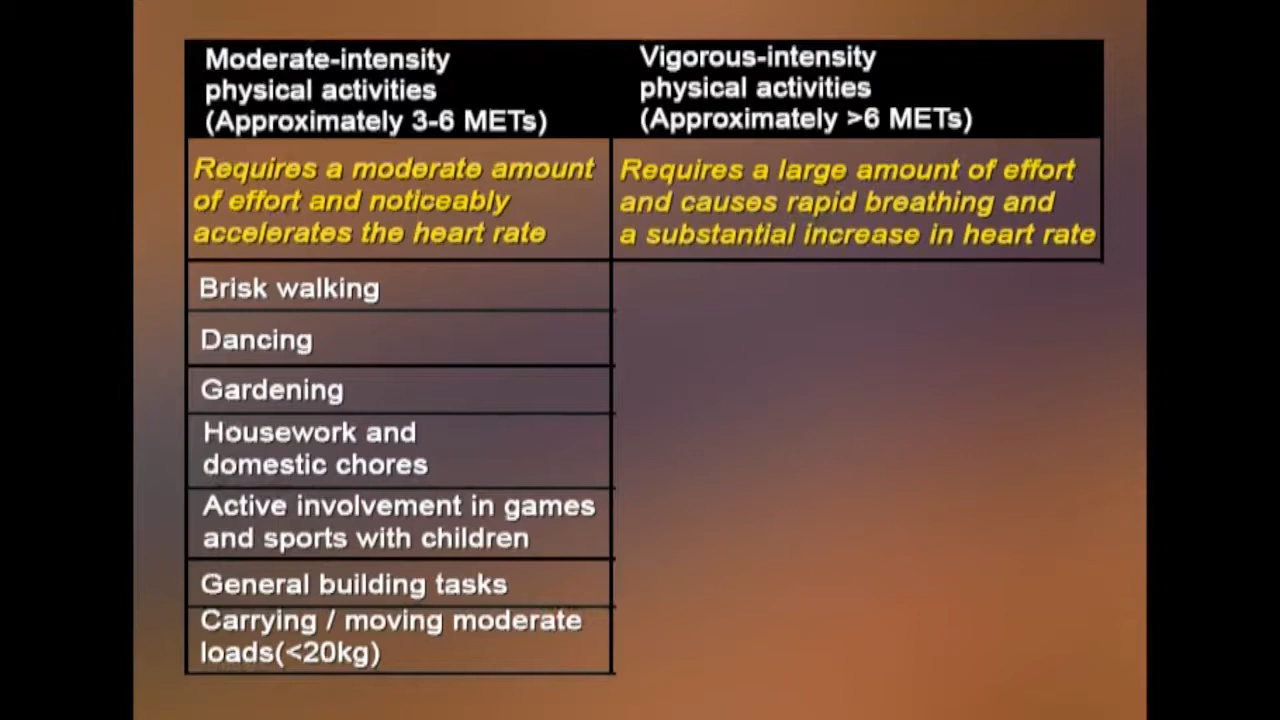 Moderate-intensity
physical activities
(Approximately 3-6 METs)
Vigorous-intensity
physical activities
(Approximately >6 METs)
Requires a moderate amount
of effort and noticeably
accelerates the heart rate
Requires a large amount of effort
and causes rapid breathing and
a substantial increase in heart rate
Brisk walking
Dancing
Gardening
Housework and
domestic chores
Active involvement in games
and sports with children
General building tasks
Carrying / moving moderate
loads(<20kg)